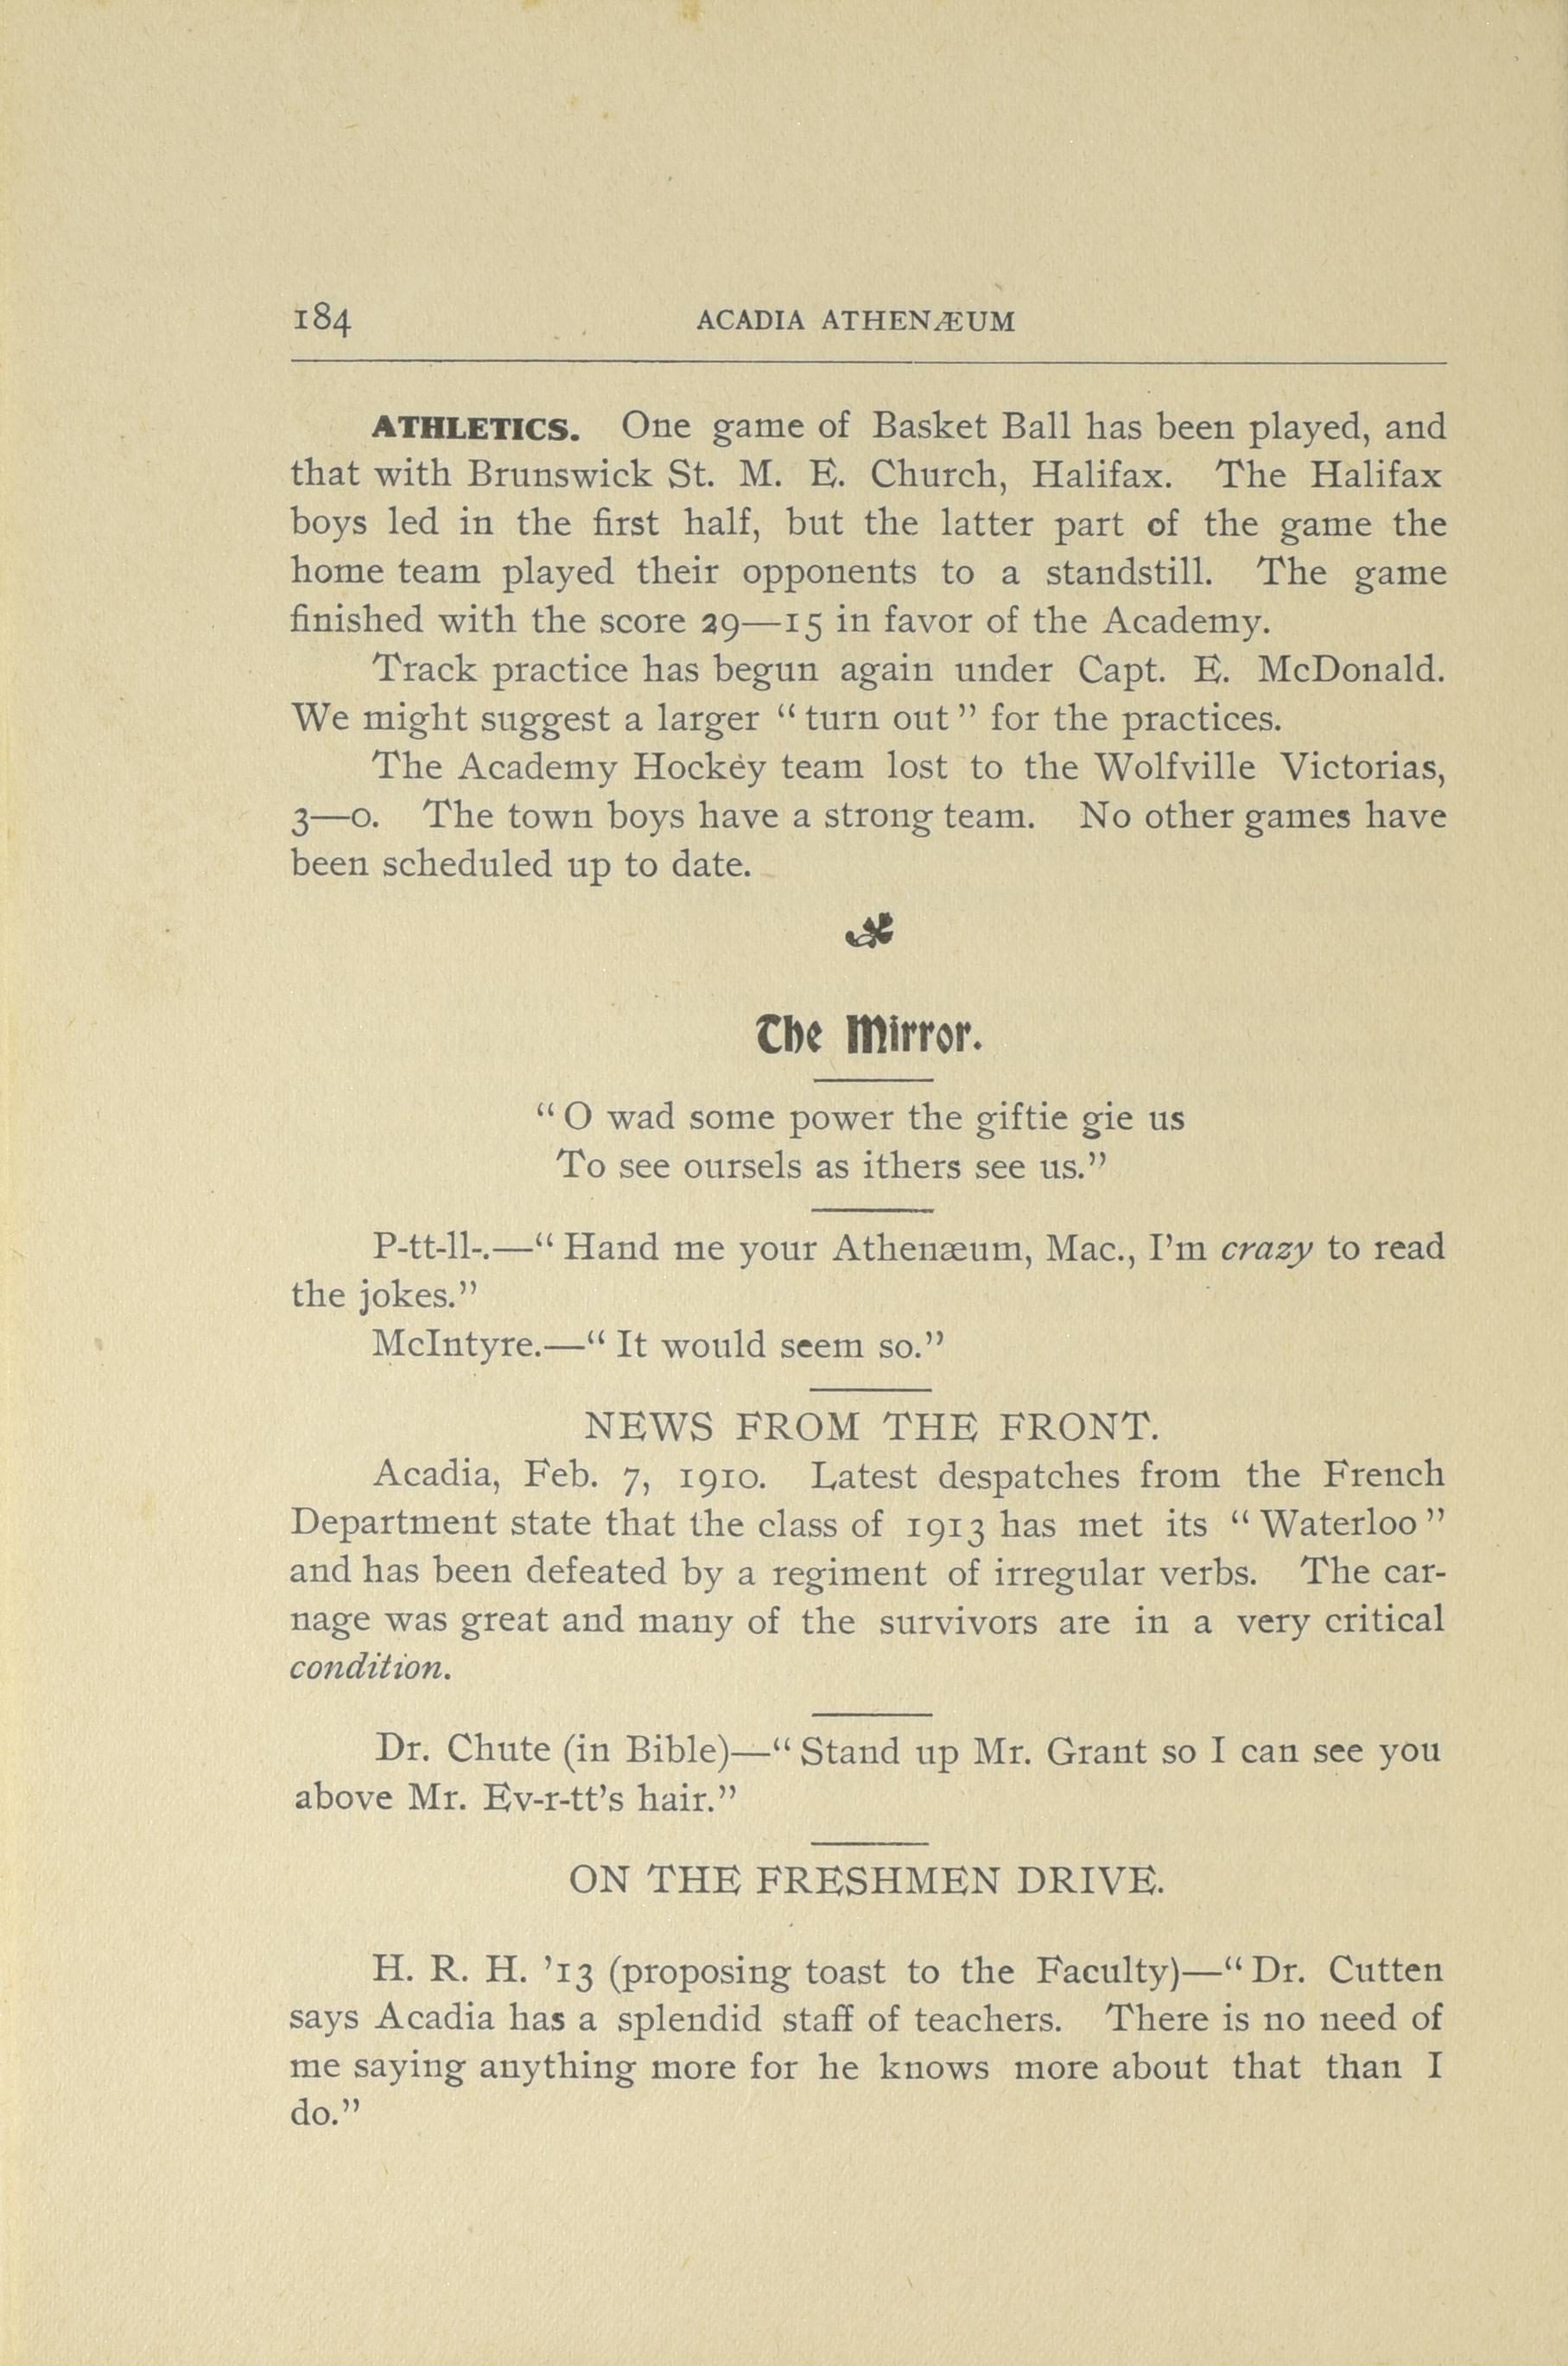 184 ACADIA ATHENÆUM
ATHLETICS. One game of Basket Ball has been played, and
that with Brunswick St. M. E. Church, Halifax. The Halifax
boys led in the first half, but the latter part of the game the
home team played their opponents to a standstill. The game
finished with the score 29—15 in favor of the Academy.
Track practice has begun again under Capt. E. McDonald.
We might suggest a larger “turn out” for the practices.
The Academy Hockey team lost to the Wolfville Victorias,
3—0. The town boys have a strong team. No other games have
been scheduled up to date.
The Mirror.
“O wad some power the giftie gie us
To see oursels as ithers see us.”
P-tt-ll-.—“Hand me your Athenæum, Mac., I’m crazy to read
the jokes.”
McIntyre.—“It would seem so.”
NEWS FROM THE FRONT.
Acadia, Feb. 7, 1910. Latest despatches from the French
Department state that the class of 1913 has met its “Waterloo”
and has been defeated by a regiment of irregular verbs. The car-
nage was great and many of the survivors are in a very critical
condition.
Dr. Chute (in Bible)—“Stand up Mr. Grant so I can see you
above Mr. Ev-r-tt’s hair.”
ON THE FRESHMEN DRIVE.
H. R. H. ’13 (proposing toast to the Faculty)—“Dr. Cutten
says Acadia has a splendid staff of teachers. There is no need of
me saying anything more for he knows more about that than I
do.”